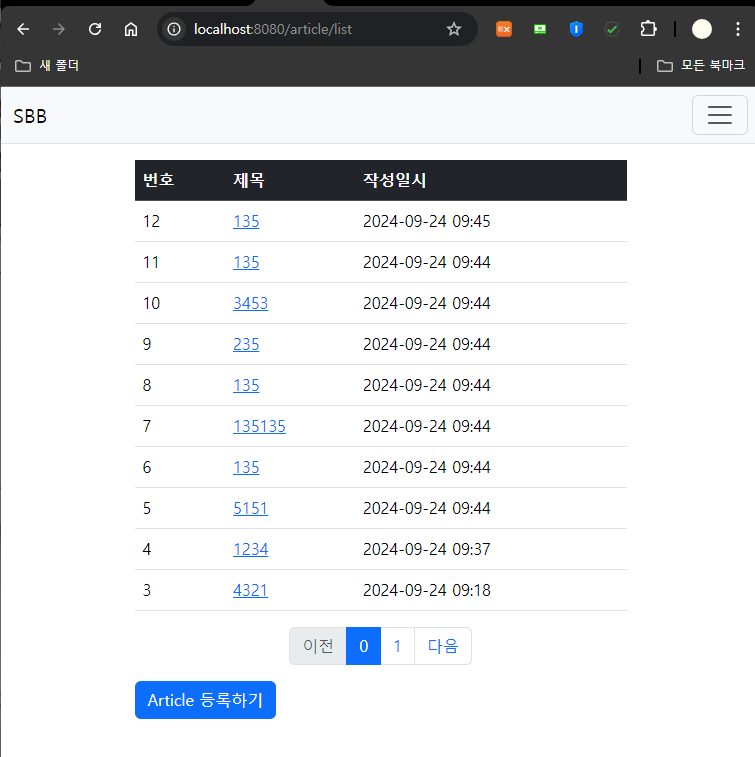 localhost:8080/article/list
새 폴더
모든 북마크
SBB
번호 제목 작성일시
12 135 2024-09-24 09:45
11 135 2024-09-24 09:44
10 3453 2024-09-24 09:44
9 235 2024-09-24 09:44
8 135 2024-09-24 09:44
7 135135 2024-09-24 09:44
6 135 2024-09-24 09:44
5 5151 2024-09-24 09:44
4 1234 2024-09-24 09:37
3 4321 2024-09-24 09:18
이전 0 1 다음
Article 등록하기